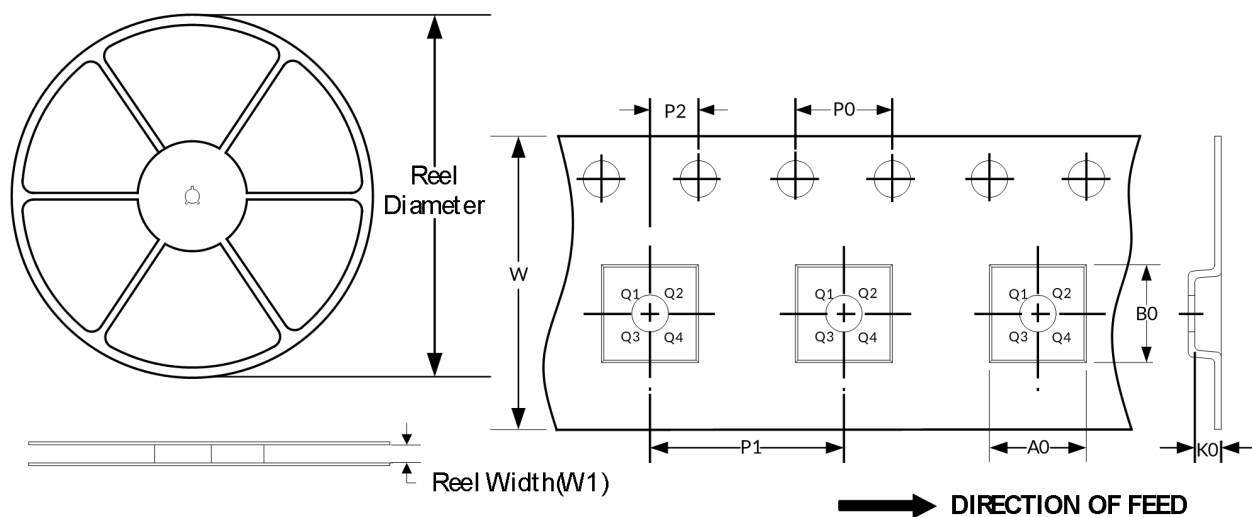 Reel
Diameter
Reel Width(W1)
P2
P0
W
Q1 Q2
Q3 Q4
Q1 Q2
Q3 Q4
Q1 Q2
Q3 Q4
B0
P1
A0
K0
DIRECTION OF FEED